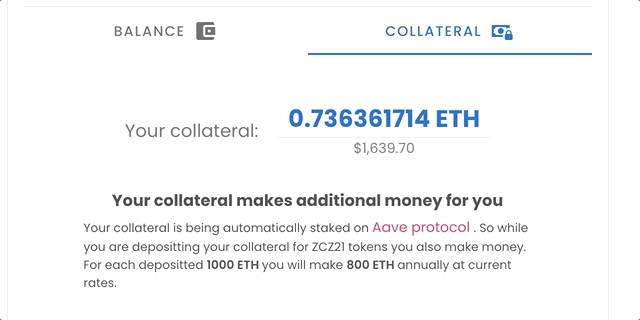 BALANCE COLLATERAL
Your collateral: 0.736361714 ETH
$1,639.70
Your collateral makes additional money for you
Your collateral is being automatically staked on Aave protocol . So while
you are depositing your collateral for ZCZ21 tokens you also make money.
For each depositted 1000 ETH you will make 800 ETH annually at current
rates.